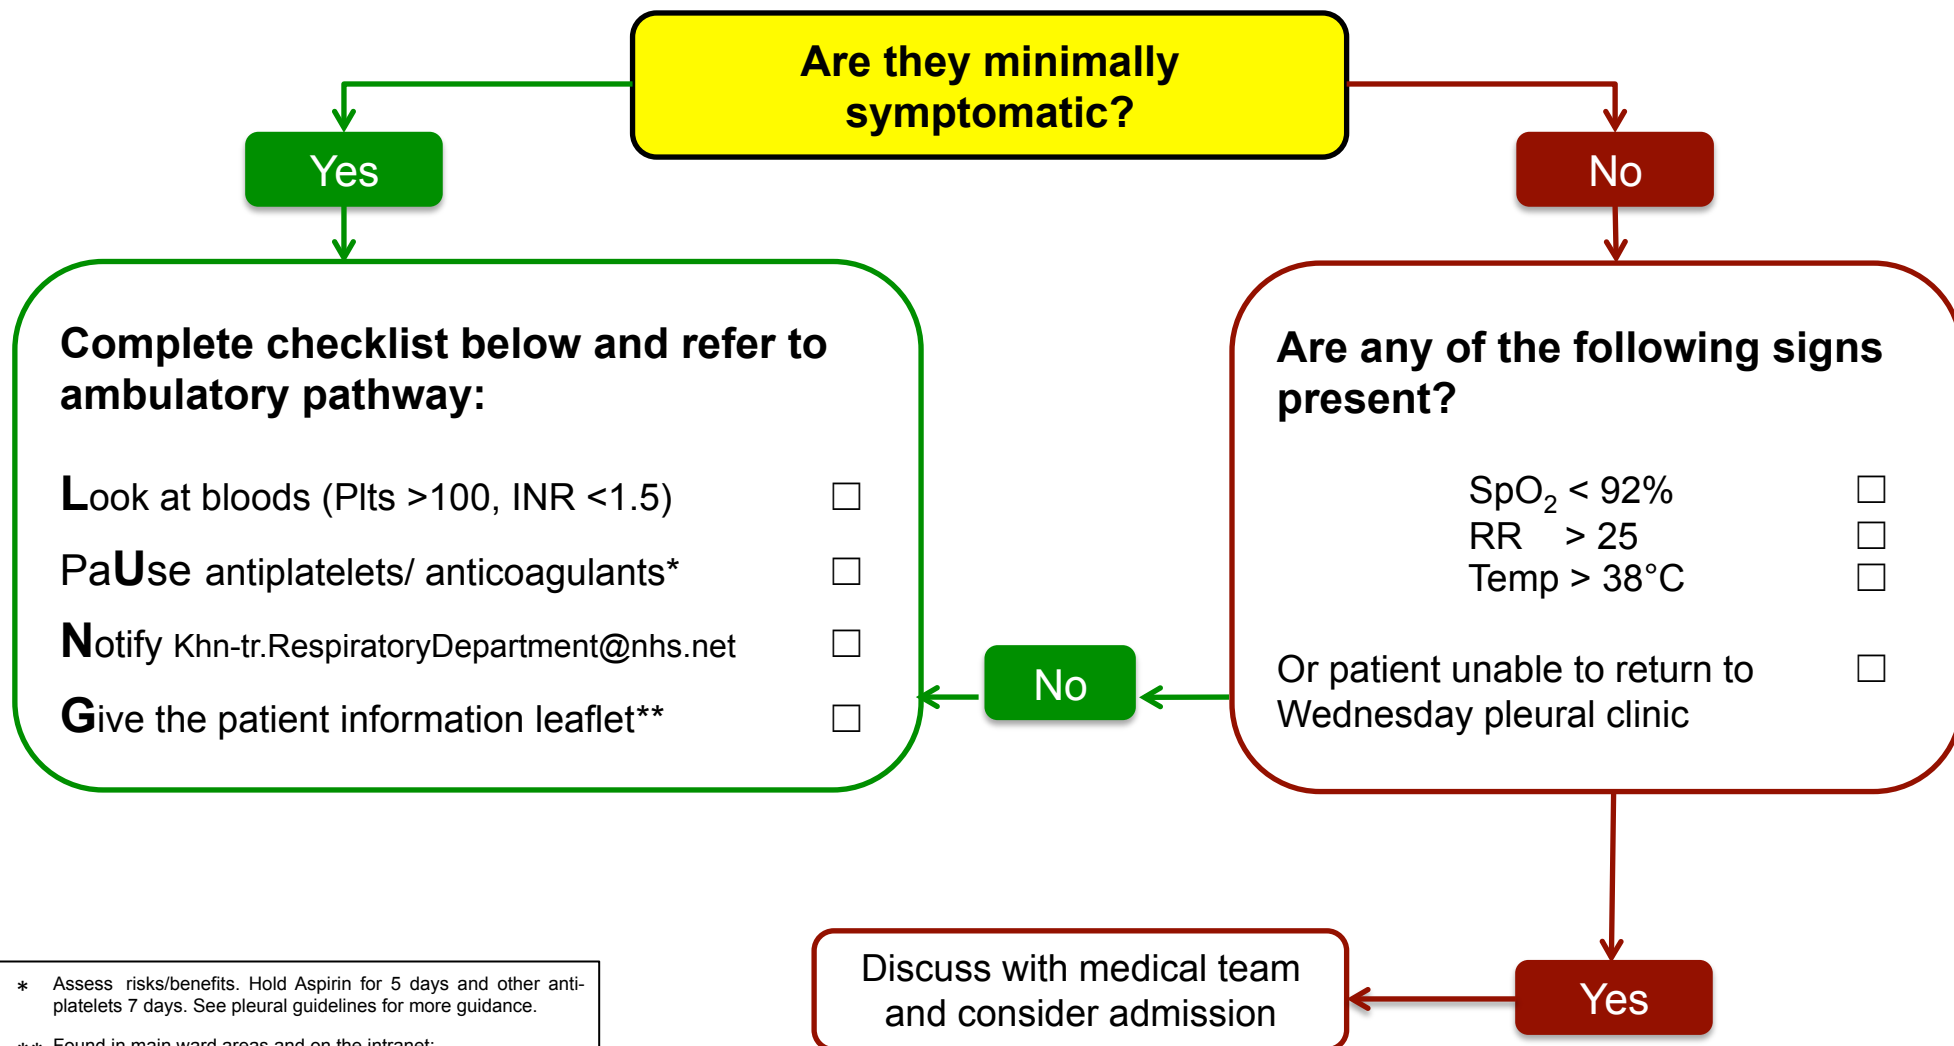 Are they minimally
symptomatic?
Yes
No
Complete checklist below and refer to
ambulatory pathway:
Look at bloods (Plts >100, INR <1.5) ☐
PaUse antiplatelets/ anticoagulants* ☐
Notify Khn-tr.RespiratoryDepartment@nhs.net ☐
Give the patient information leaflet** ☐
Are any of the following signs
present?
SpO₂ < 92% ☐
RR > 25 ☐
Temp > 38°C ☐
Or patient unable to return to ☐
Wednesday pleural clinic
No
Yes
Discuss with medical team
and consider admission
* Assess risks/benefits. Hold Aspirin for 5 days and other anti-
platelets 7 days. See pleural guidelines for more guidance.
** Found in main ward areas and on the intranet: